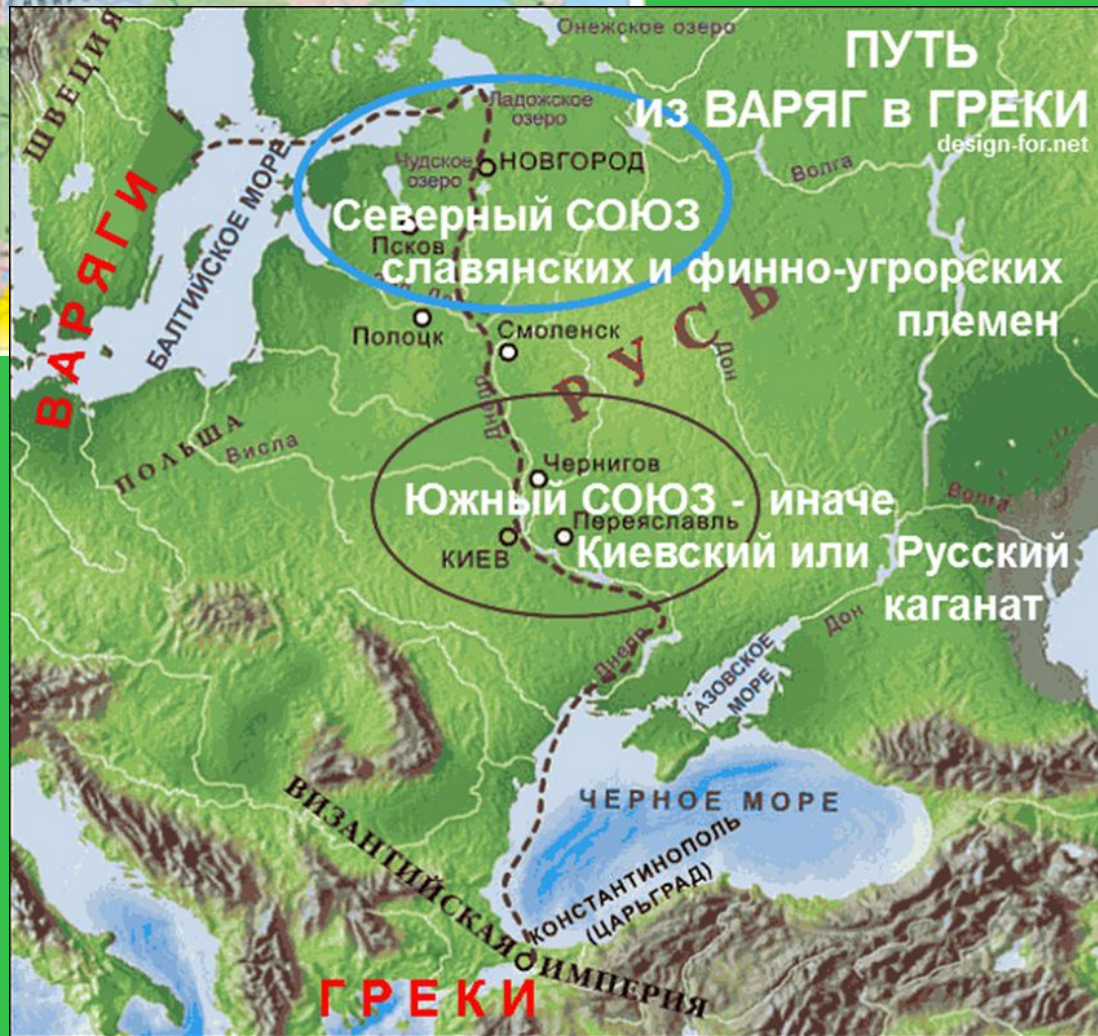 Онежское озеро
ПУТЬ
из ВАРЯГ в ГРЕКИ
design-for.net
ШВЕЦИЯ
Ладожское
озеро
НОВГОРОД
Чудское
озеро
Волга
ВАРЯГИ
БАЛТИЙСКОЕ МОРЕ
Северный СОЮЗ
Псков
славянских и финно-угрорских
племен
Полоцк
Смоленск
РУСЬ
Дон
Днепр
ПОЛЬША
Висла
Чернигов
Южный СОЮЗ - иначе
Волга
Переяславль
КИЕВ
Киевский или Русский
каганат
Дон
Днепр
АЗОВСКОЕ
МОРЕ
ЧЕРНОЕ МОРЕ
КОНСТАНТИНОПОЛЬ
(ЦАРЬГРАД)
ВИЗАНТИЙСКАЯ ИМПЕРИЯ
ГРЕКИ